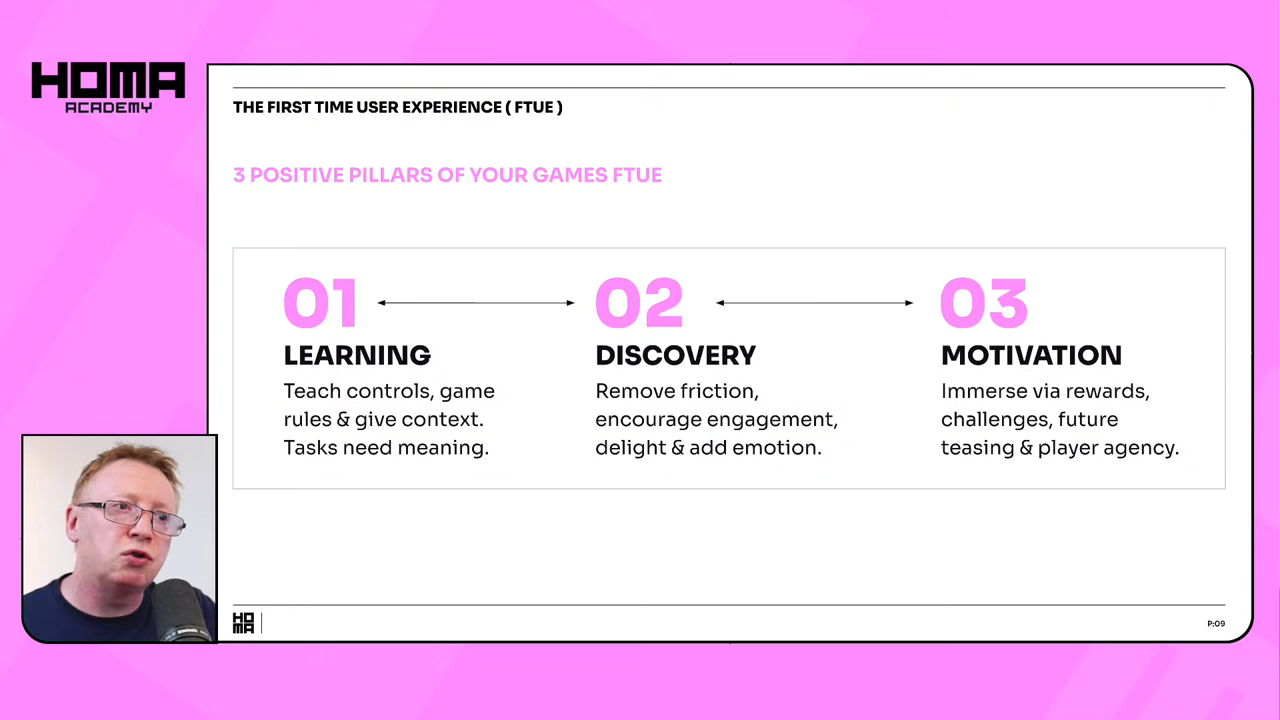 HOMA
ACADEMY
THE FIRST TIME USER EXPERIENCE ( FTUE )
3 POSITIVE PILLARS OF YOUR GAMES FTUE
01
LEARNING
Teach controls, game
rules & give context.
Tasks need meaning.
02
DISCOVERY
Remove friction,
encourage engagement,
delight & add emotion.
03
MOTIVATION
Immerse via rewards,
challenges, future
teasing & player agency.
HO
MA
P:09